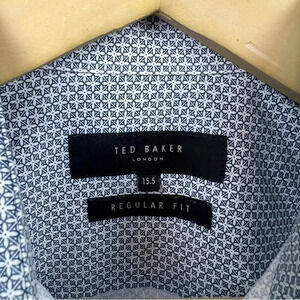 TED BAKER
LONDON
15.5
REGULAR FIT